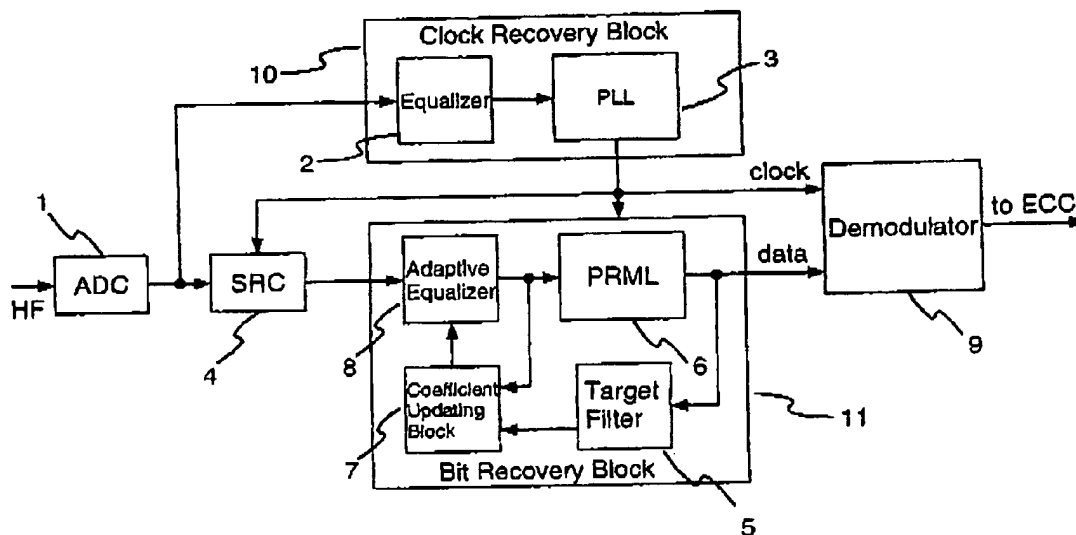 Clock Recovery Block
10
3
Equalizer
PLL
2
clock
1
to ECC
Demodulator
HF
ADC
SRC
Adaptive
Equalizer
PRML
data
4
8
6
9
Coefficient
Updating
Block
Target
Filter
11
7
Bit Recovery Block
5